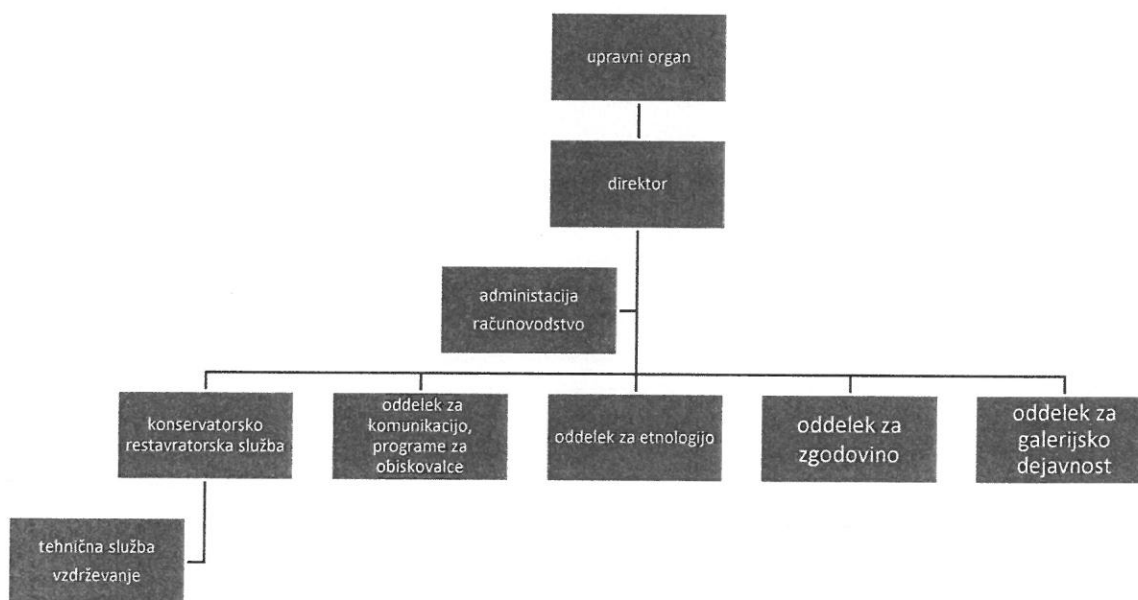 upravni organ
direktor
administacija
računovodstvo
konservatorsko
restavratorska služba
oddelek za
komunikacijo,
programe za
obiskovalce
oddelek za etnologijo
oddelek za
zgodovino
oddelek za
galerijsko
dejavnost
tehnična služba
vzdrževanje